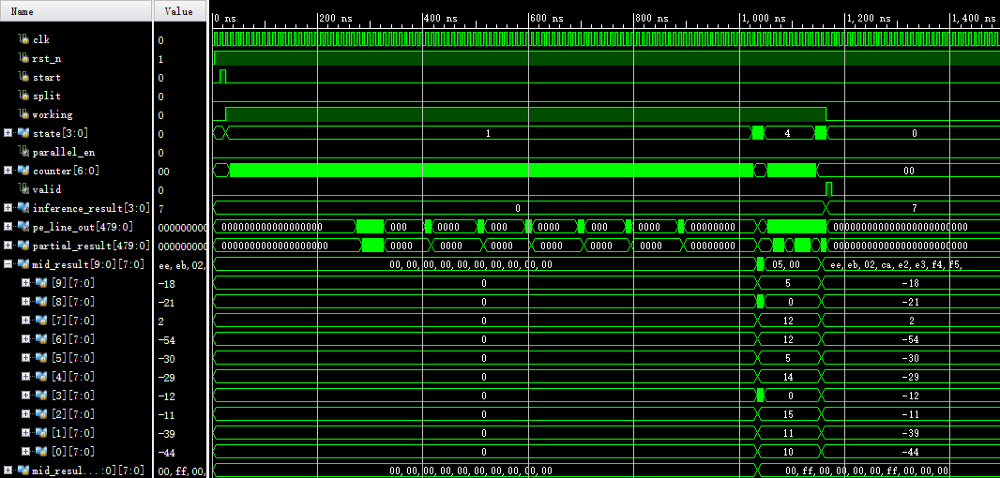 Name Value 0 ns 200 ns 400 ns 600 ns 800 ns 1,000 ns 1,200 ns 1,400 ns
clk 0
rst_n 1
start 0
split 0
working 0
state[3:0] 0 1 4 0
parallel_en 0
counter[6:0] 00 00
valid 0
inference_result[3:0] 7 0 7
pe_line_out[479:0] 000000000 0000000000000000000 000 0000 000 0000 000 0000 00000000 0000000000000000000000000
partial_result[479:0] 000000000 0000000000000000000 0000 0000 0000 0000 0000 00000000 0000000000000000000000000
mid_result[9:0][7:0] ee, eb, 02, 00, 00, 00, 00, 00, 00, 00, 00, 00, 00 05, 00 ee, eb, 02, ca, e2, e3, f4, f5,
[9][7:0] -18 0 5 -18
[8][7:0] -21 0 0 -21
[7][7:0] 2 0 12 2
[6][7:0] -54 0 12 -54
[5][7:0] -30 0 5 -30
[4][7:0] -29 0 14 -29
[3][7:0] -12 0 0 -12
[2][7:0] -11 0 15 -11
[1][7:0] -39 0 11 -39
[0][7:0] -44 0 10 -44
mid_resul...:0][7:0] 00, ff, 00, 00, 00, 00, 00, 00, 00, 00, 00, 00, 00 00, ff, 00, 00, 00, ff, 00, 00, 00